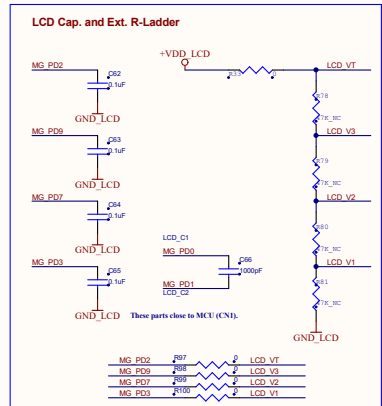 LCD Cap. and Ext. R-Ladder
+VDD_LCD
MG_PD2
C62
0.1uF
GND_LCD
R33
0
LCD_VT
R78
47K_NC
MG_PD9
C63
0.1uF
GND_LCD
LCD_V3
R79
47K_NC
MG_PD7
C64
0.1uF
GND_LCD
LCD_V2
R80
47K_NC
MG_PD3
C65
0.1uF
GND_LCD
LCD_C1
MG_PD0
C66
1000pF
MG_PD1
LCD_C2
LCD_V1
R81
47K_NC
GND_LCD
These parts close to MCU (CN1).
MG_PD2 R97 0 LCD_VT
MG_PD9 R98 0 LCD_V3
MG_PD7 R99 0 LCD_V2
MG_PD3 R100 0 LCD_V1